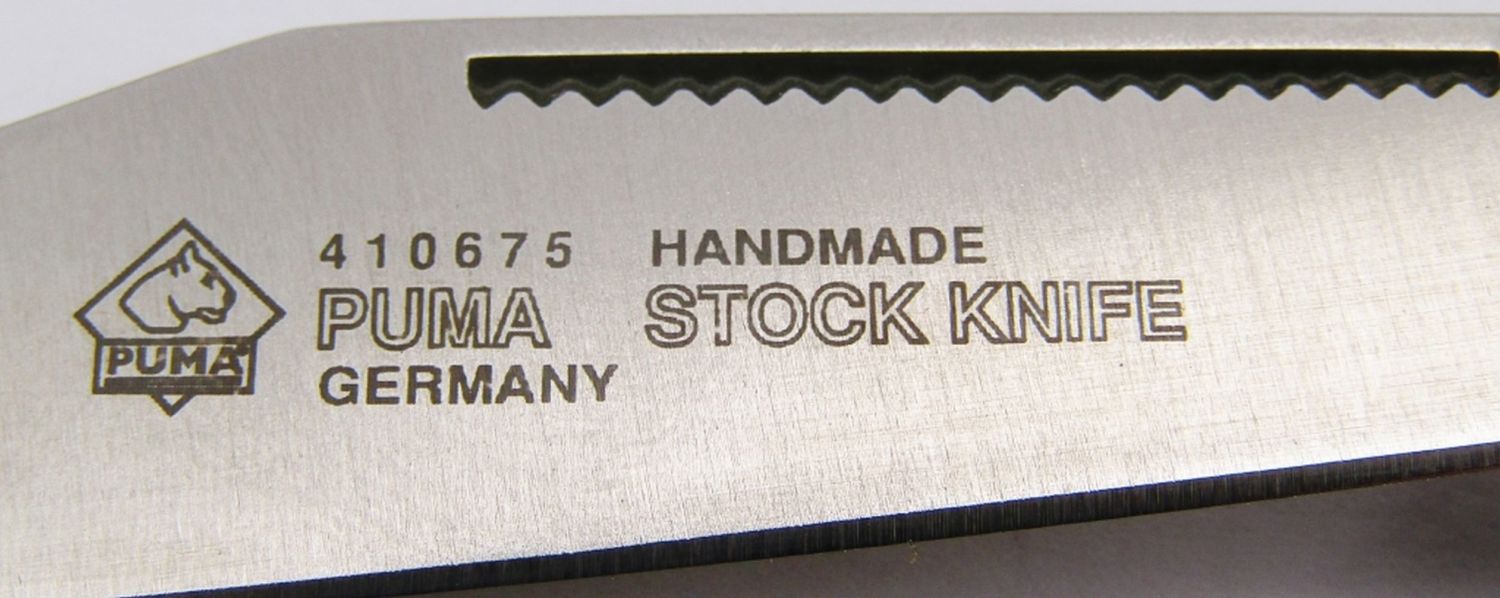 410675 HANDMADE
PUMA STOCK KNIFE
GERMANY
PUMA